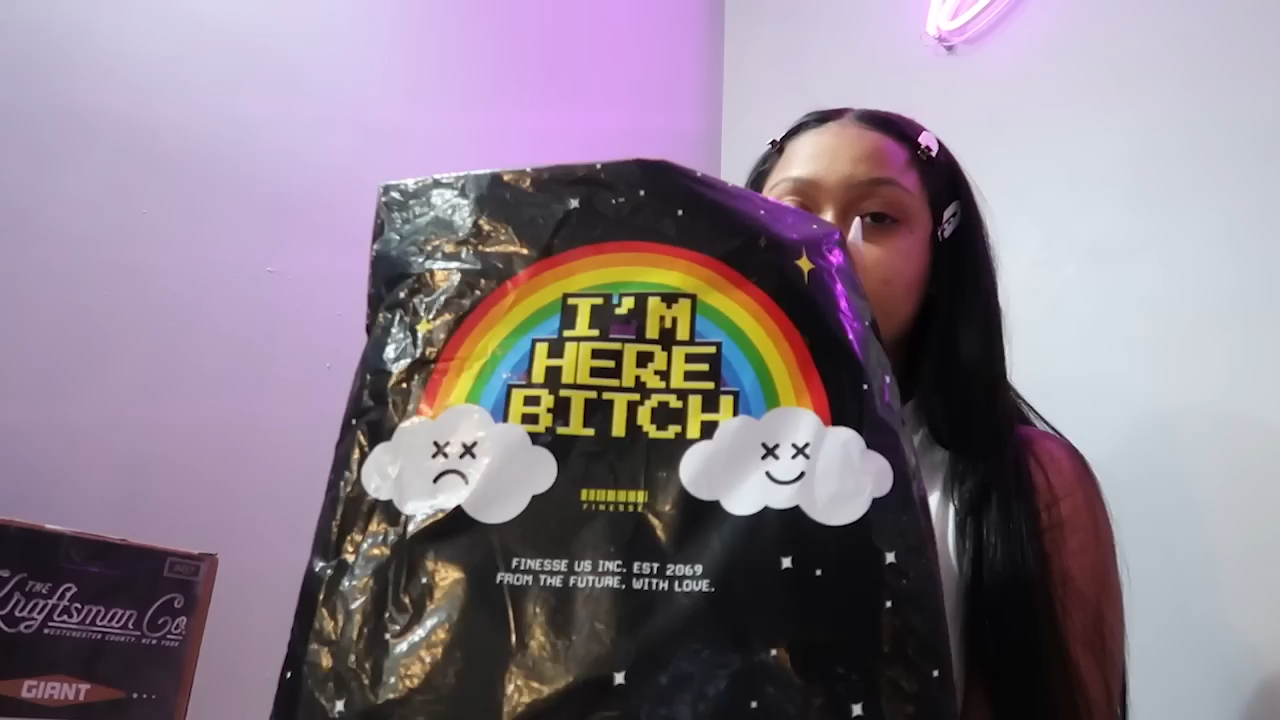 I'M
HERE
BITCH
FINESSE
FINESSE US INC. EST 2069
FROM THE FUTURE, WITH LOVE.
THE
Kraftsman Co.
WESTCHESTER COUNTY, NEW YORK
GIANT